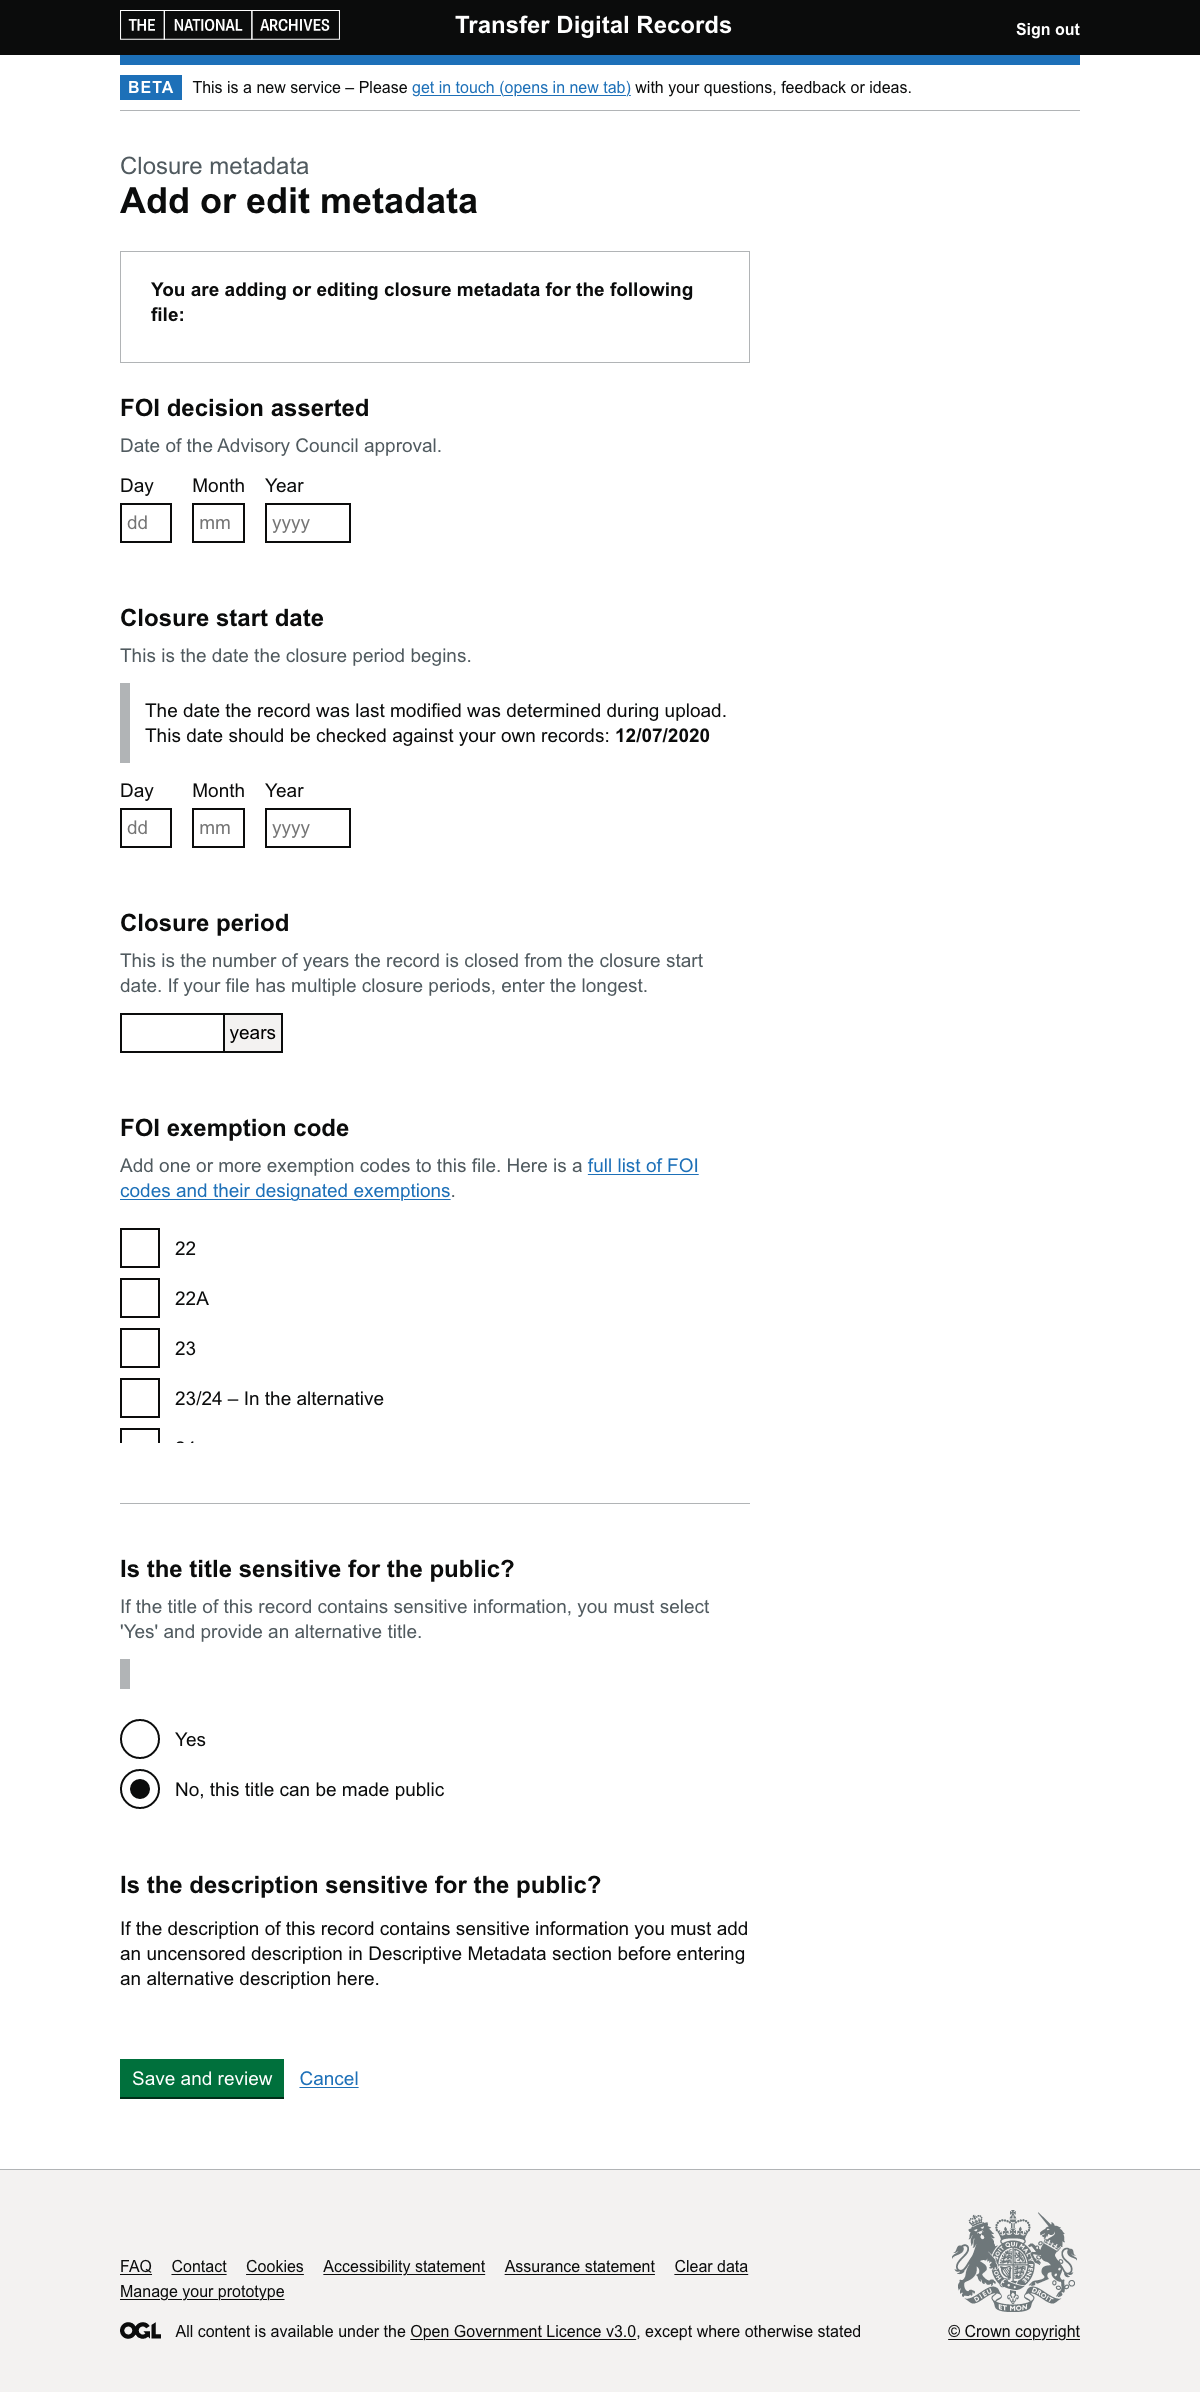 THE NATIONAL ARCHIVES
Transfer Digital Records
Sign out
BETA This is a new service – Please get in touch (opens in new tab) with your questions, feedback or ideas.
Closure metadata
Add or edit metadata
You are adding or editing closure metadata for the following
file:
FOI decision asserted
Date of the Advisory Council approval.
Day Month Year
dd mm yyyy
Closure start date
This is the date the closure period begins.
The date the record was last modified was determined during upload.
This date should be checked against your own records: 12/07/2020
Day Month Year
dd mm yyyy
Closure period
This is the number of years the record is closed from the closure start
date. If your file has multiple closure periods, enter the longest.
years
FOI exemption code
Add one or more exemption codes to this file. Here is a full list of FOI
codes and their designated exemptions.
22
22A
23
23/24 – In the alternative
Is the title sensitive for the public?
If the title of this record contains sensitive information, you must select
'Yes' and provide an alternative title.
Yes
No, this title can be made public
Is the description sensitive for the public?
If the description of this record contains sensitive information you must add
an uncensored description in Descriptive Metadata section before entering
an alternative description here.
Save and review Cancel
FAQ Contact Cookies Accessibility statement Assurance statement Clear data
Manage your prototype
OGL All content is available under the Open Government Licence v3.0, except where otherwise stated
© Crown copyright